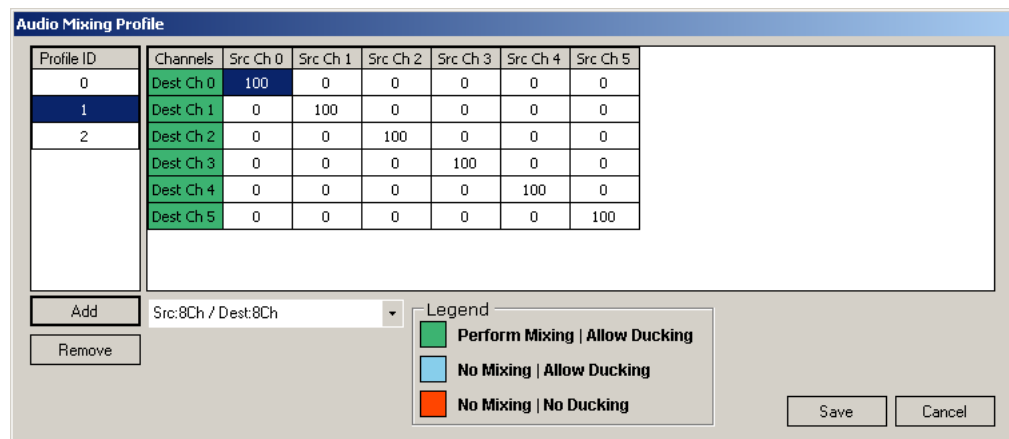 Audio Mixing Profile
Profile ID
0
1
2
Channels Src Ch 0 Src Ch 1 Src Ch 2 Src Ch 3 Src Ch 4 Src Ch 5
Dest Ch 0 100 0 0 0 0 0
Dest Ch 1 0 100 0 0 0 0
Dest Ch 2 0 0 100 0 0 0
Dest Ch 3 0 0 0 100 0 0
Dest Ch 4 0 0 0 0 100 0
Dest Ch 5 0 0 0 0 0 100
Add
Remove
Src:8Ch / Dest:8Ch
Legend
Perform Mixing | Allow Ducking
No Mixing | Allow Ducking
No Mixing | No Ducking
Save
Cancel